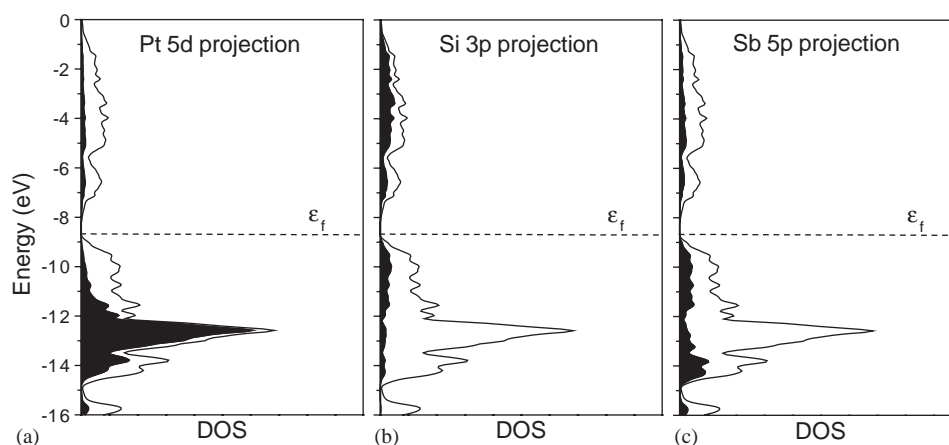 Pt 5d projection
Si 3p projection
Sb 5p projection
0
-2
-4
-6
-8
-10
-12
-14
-16
Energy (eV)
εf
εf
εf
(a)
DOS
(b)
DOS
(c)
DOS